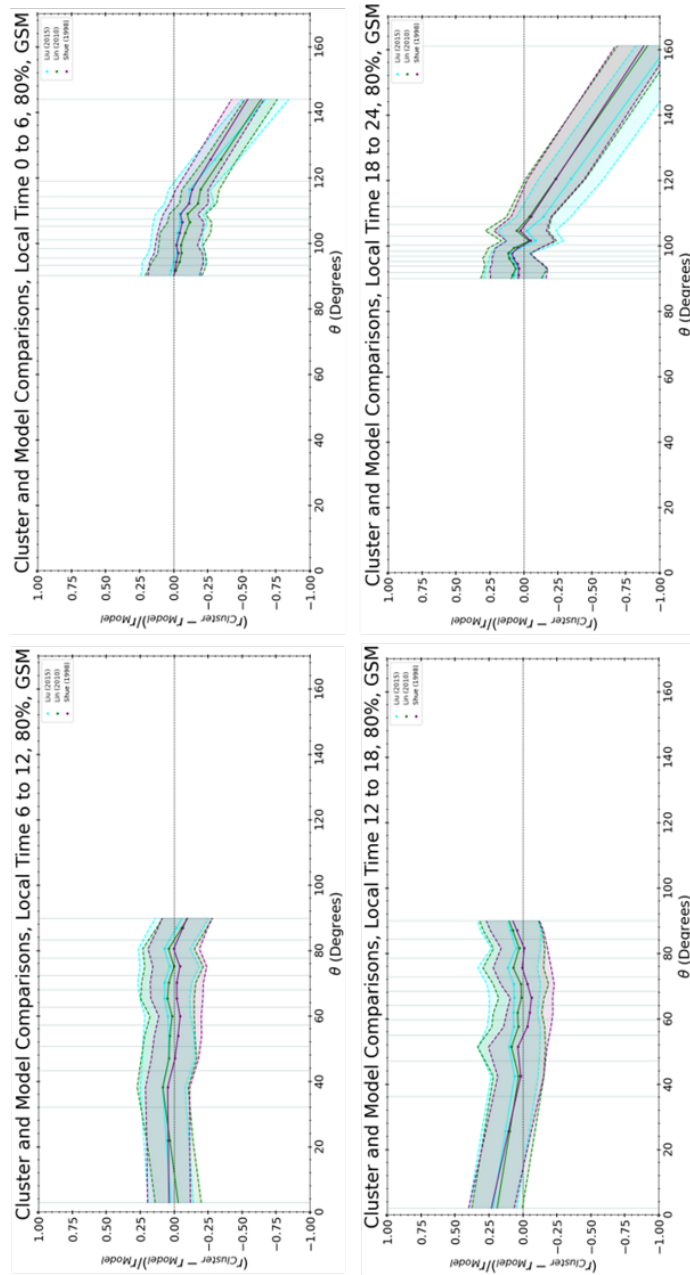 Cluster and Model Comparisons, Local Time 6 to 12, 80%, GSM
Liu (2015)
Lin (2010)
Shue (1998)
1.00
0.75
0.50
0.25
0.00
−0.25
−0.50
−0.75
−1.00
(rCluster − rModel)/rModel
0 20 40 60 80 100 120 140 160
θ (Degrees)
Cluster and Model Comparisons, Local Time 0 to 6, 80%, GSM
Liu (2015)
Lin (2010)
Shue (1998)
1.00
0.75
0.50
0.25
0.00
−0.25
−0.50
−0.75
−1.00
(rCluster − rModel)/rModel
0 20 40 60 80 100 120 140 160
θ (Degrees)
Cluster and Model Comparisons, Local Time 12 to 18, 80%, GSM
Liu (2015)
Lin (2010)
Shue (1998)
1.00
0.75
0.50
0.25
0.00
−0.25
−0.50
−0.75
−1.00
(rCluster − rModel)/rModel
0 20 40 60 80 100 120 140 160
θ (Degrees)
Cluster and Model Comparisons, Local Time 18 to 24, 80%, GSM
Liu (2015)
Lin (2010)
Shue (1998)
1.00
0.75
0.50
0.25
0.00
−0.25
−0.50
−0.75
−1.00
(rCluster − rModel)/rModel
0 20 40 60 80 100 120 140 160
θ (Degrees)